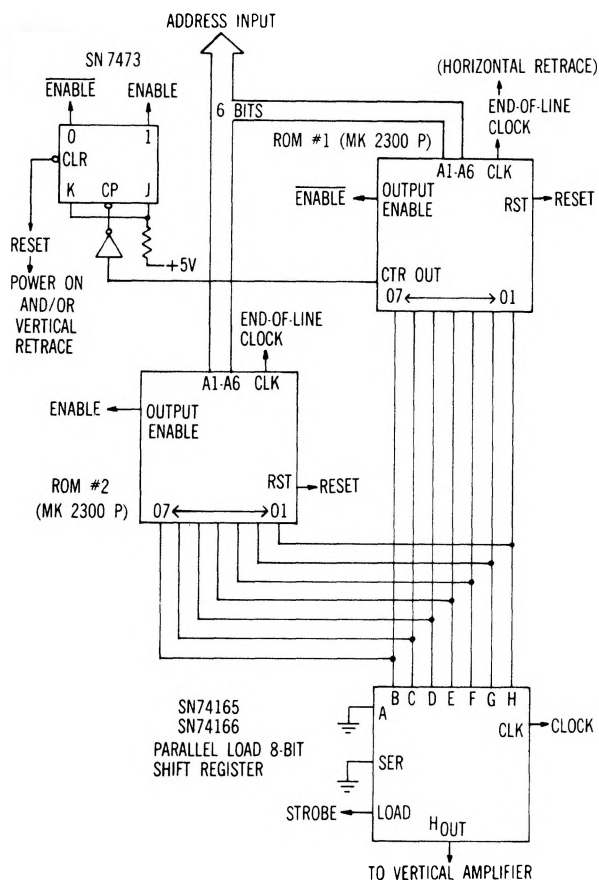 ADDRESS INPUT
SN 7473
ENABLE ENABLE
0 1
CLR
K CP J
RESET
POWER ON
AND/OR
VERTICAL
RETRACE
+5V
6 BITS
(HORIZONTAL RETRACE)
END-OF-LINE
CLOCK
ROM #1 (MK 2300 P)
A1-A6 CLK
ENABLE
OUTPUT
ENABLE
RST
RESET
CTR OUT
07 01
END-OF-LINE
CLOCK
A1-A6 CLK
ENABLE
OUTPUT
ENABLE
RST
RESET
ROM #2
(MK 2300 P)
07 01
SN74165
SN74166
PARALLEL LOAD 8-BIT
SHIFT REGISTER
B C D E F G H
A
CLK
CLOCK
SER
STROBE
LOAD
HOUT
TO VERTICAL AMPLIFIER